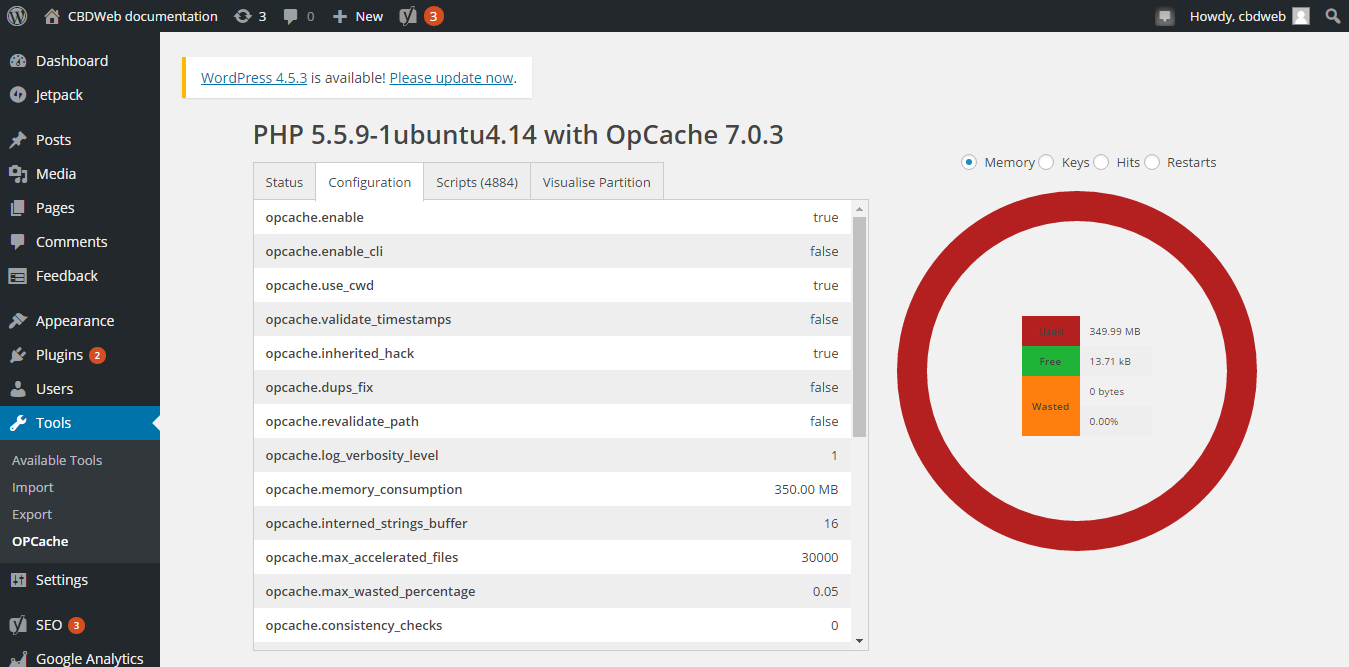 CBDWeb documentation 3 0 New 3 Howdy, cbdweb
Dashboard
Jetpack
Posts
Media
Pages
Comments
Feedback
Appearance
Plugins 2
Users
Tools
Available Tools
Import
Export
OPCache
Settings
SEO 3
Google Analytics
WordPress 4.5.3 is available! Please update now.
PHP 5.5.9-1ubuntu4.14 with OpCache 7.0.3
Status Configuration Scripts (4884) Visualise Partition
opcache.enable true
opcache.enable_cli false
opcache.use_cwd true
opcache.validate_timestamps false
opcache.inherited_hack true
opcache.dups_fix false
opcache.revalidate_path false
opcache.log_verbosity_level 1
opcache.memory_consumption 350.00 MB
opcache.interned_strings_buffer 16
opcache.max_accelerated_files 30000
opcache.max_wasted_percentage 0.05
opcache.consistency_checks 0
Memory Keys Hits Restarts
Used 349.99 MB
Free 13.71 kB
Wasted 0 bytes
0.00%